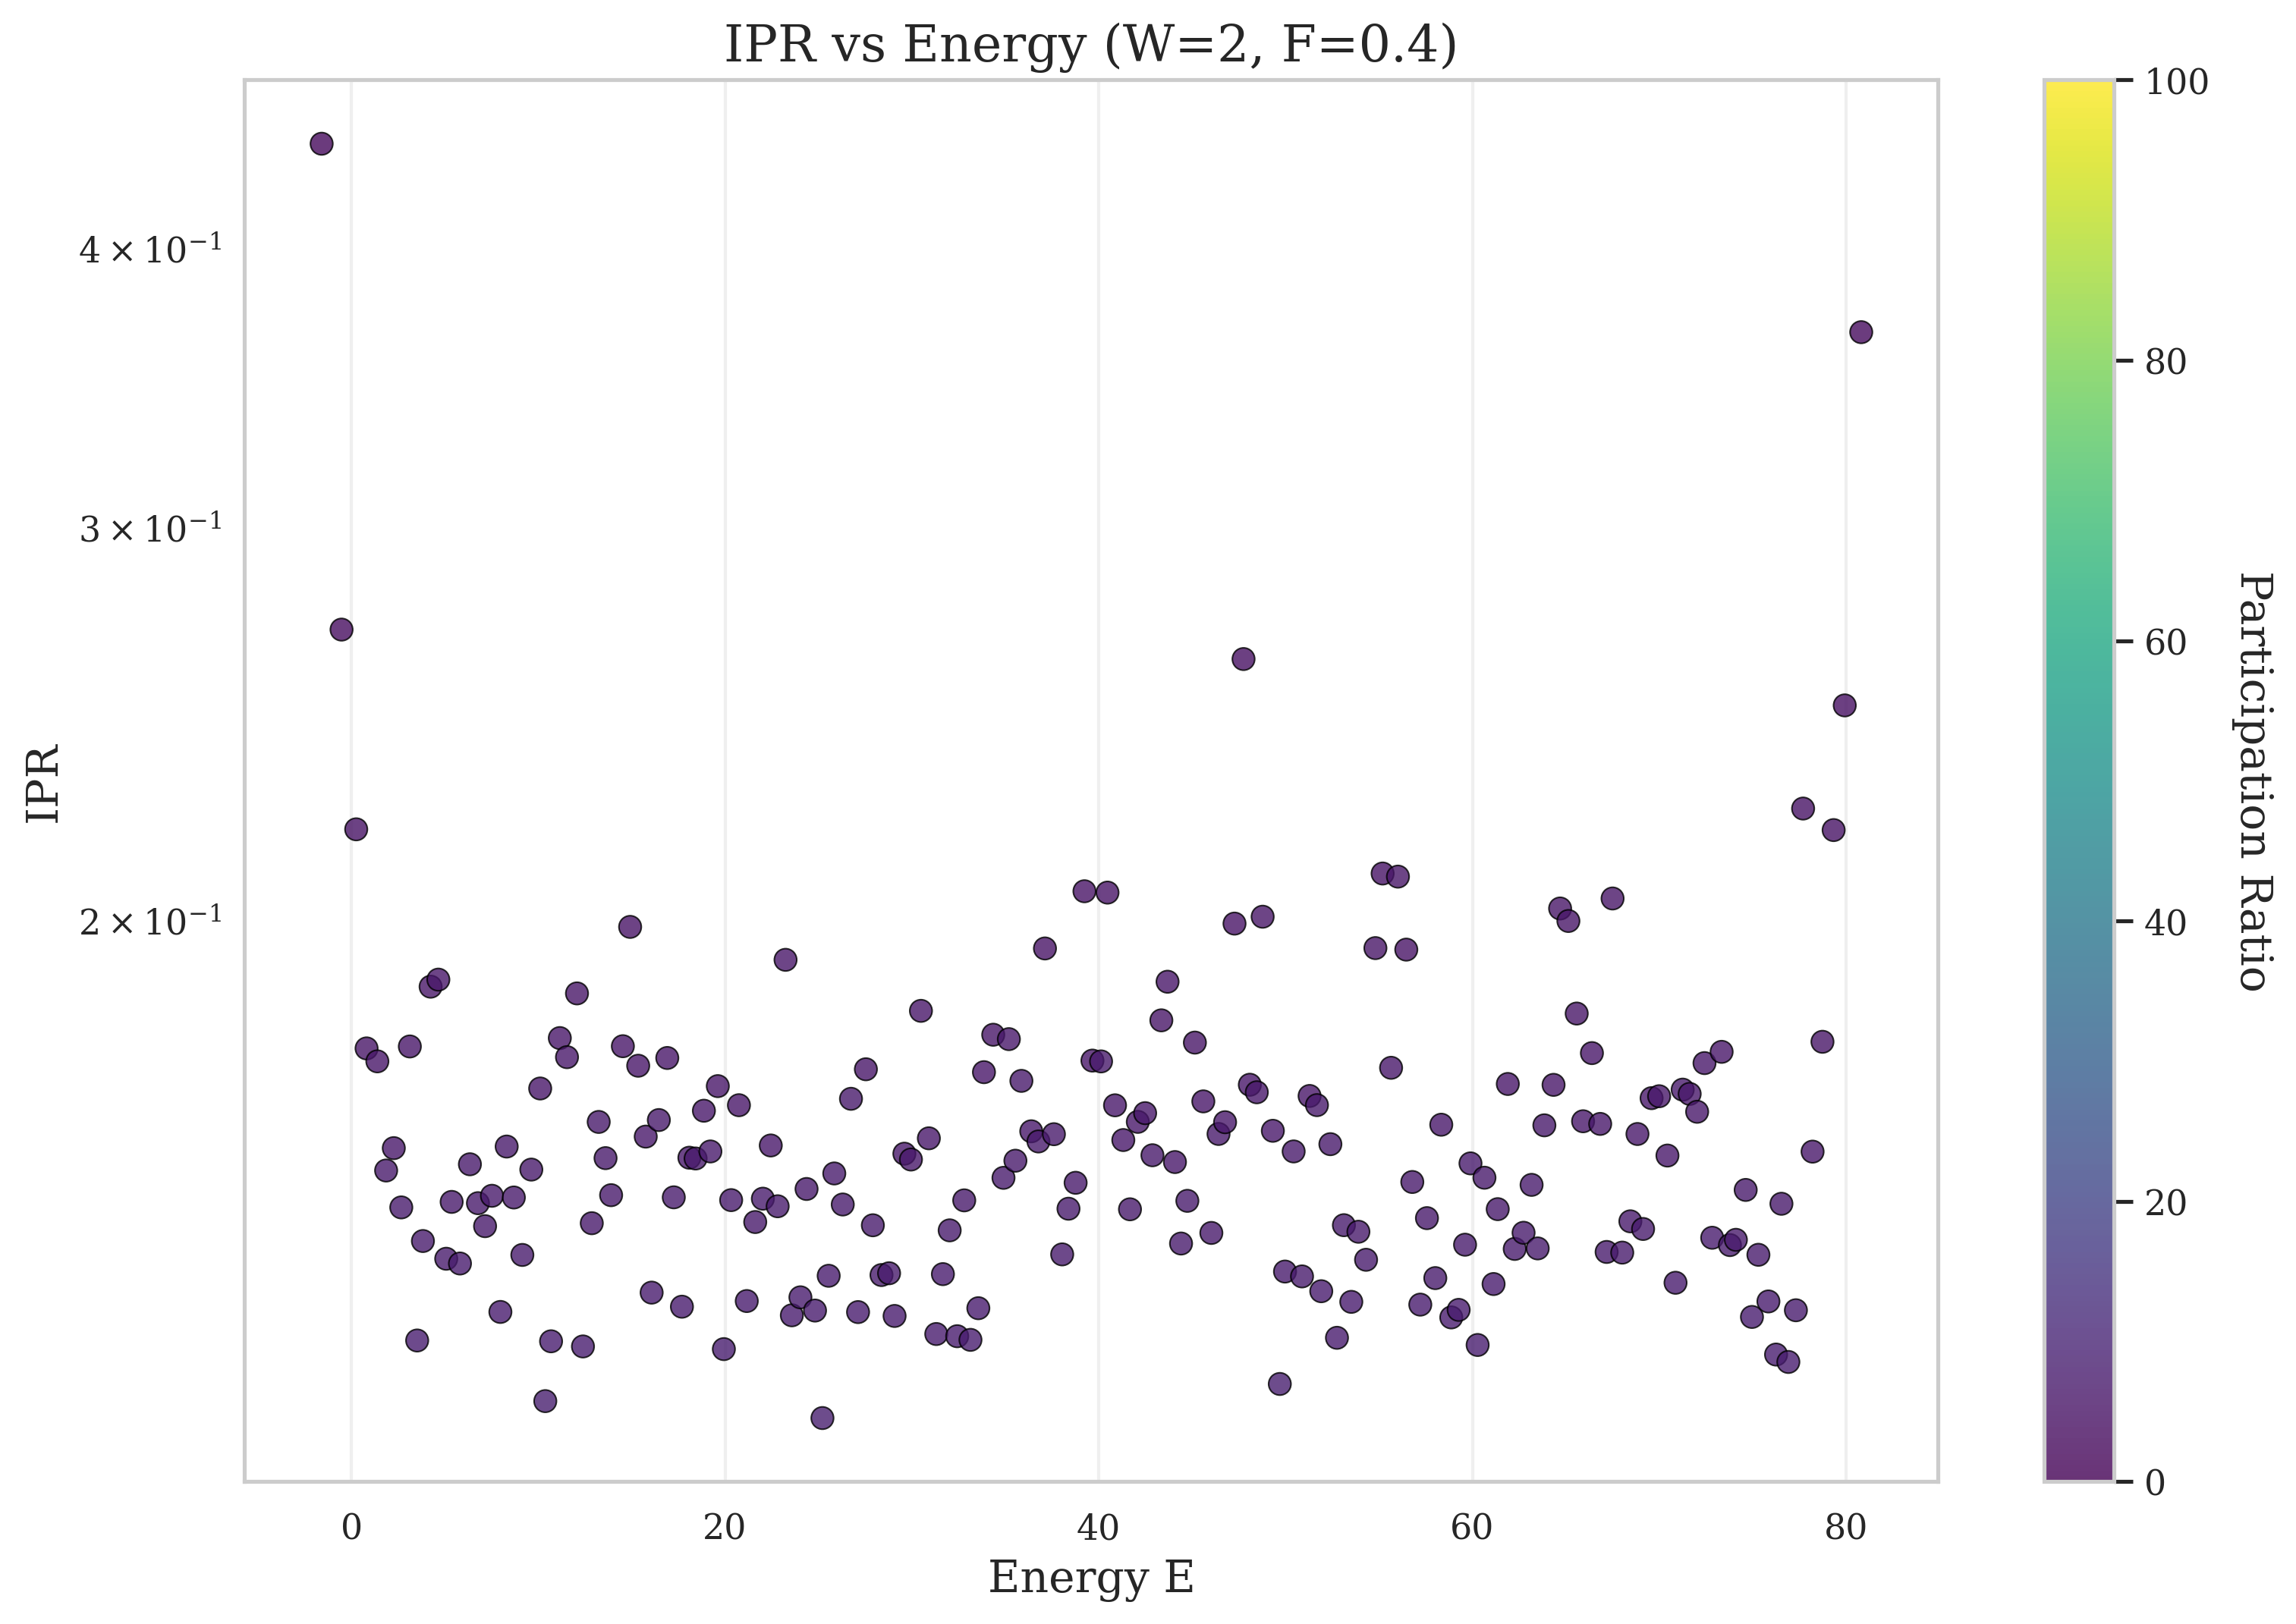 IPR vs Energy (W=2, F=0.4)
IPR
4 × 10⁻¹
3 × 10⁻¹
2 × 10⁻¹
0
20
40
60
80
Energy E
100
80
60
40
20
0
Participation Ratio